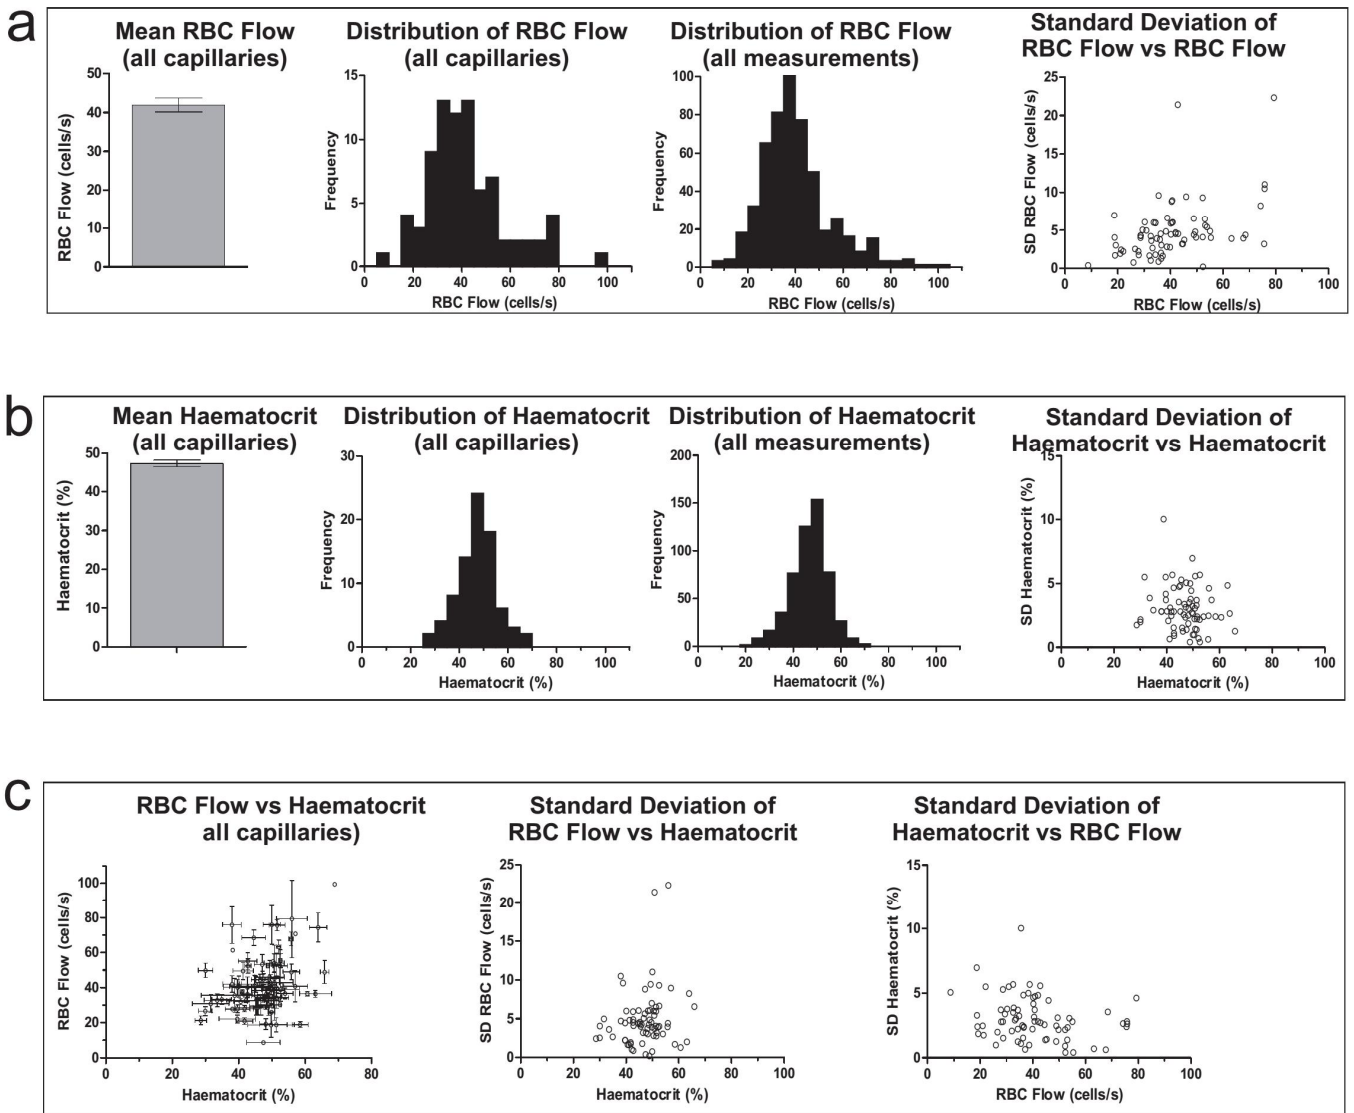 a
Mean RBC Flow
(all capillaries)
RBC Flow (cells/s)
50
40
30
20
10
0
Distribution of RBC Flow
(all capillaries)
Frequency
15
10
5
0
0 20 40 60 80 100
RBC Flow (cells/s)
Distribution of RBC Flow
(all measurements)
Frequency
100
80
60
40
20
0
0 20 40 60 80 100
RBC Flow (cells/s)
Standard Deviation of
RBC Flow vs RBC Flow
SD RBC Flow (cells/s)
25
20
15
10
5
0
0 20 40 60 80 100
RBC Flow (cells/s)
b
Mean Haematocrit
(all capillaries)
Haematocrit (%)
50
40
30
20
10
0
Distribution of Haematocrit
(all capillaries)
Frequency
30
20
10
0
0 20 40 60 80 100
Haematocrit (%)
Distribution of Haematocrit
(all measurements)
Frequency
200
150
100
50
0
0 20 40 60 80 100
Haematocrit (%)
Standard Deviation of
Haematocrit vs Haematocrit
SD Haematocrit (%)
15
10
5
0
0 20 40 60 80 100
Haematocrit (%)
c
RBC Flow vs Haematocrit
all capillaries)
RBC Flow (cells/s)
100
80
60
40
20
0
0 20 40 60 80
Haematocrit (%)
Standard Deviation of
RBC Flow vs Haematocrit
SD RBC Flow (cells/s)
25
20
15
10
5
0
0 20 40 60 80 100
Haematocrit (%)
Standard Deviation of
Haematocrit vs RBC Flow
SD Haematocrit (%)
15
10
5
0
0 20 40 60 80 100
RBC Flow (cells/s)